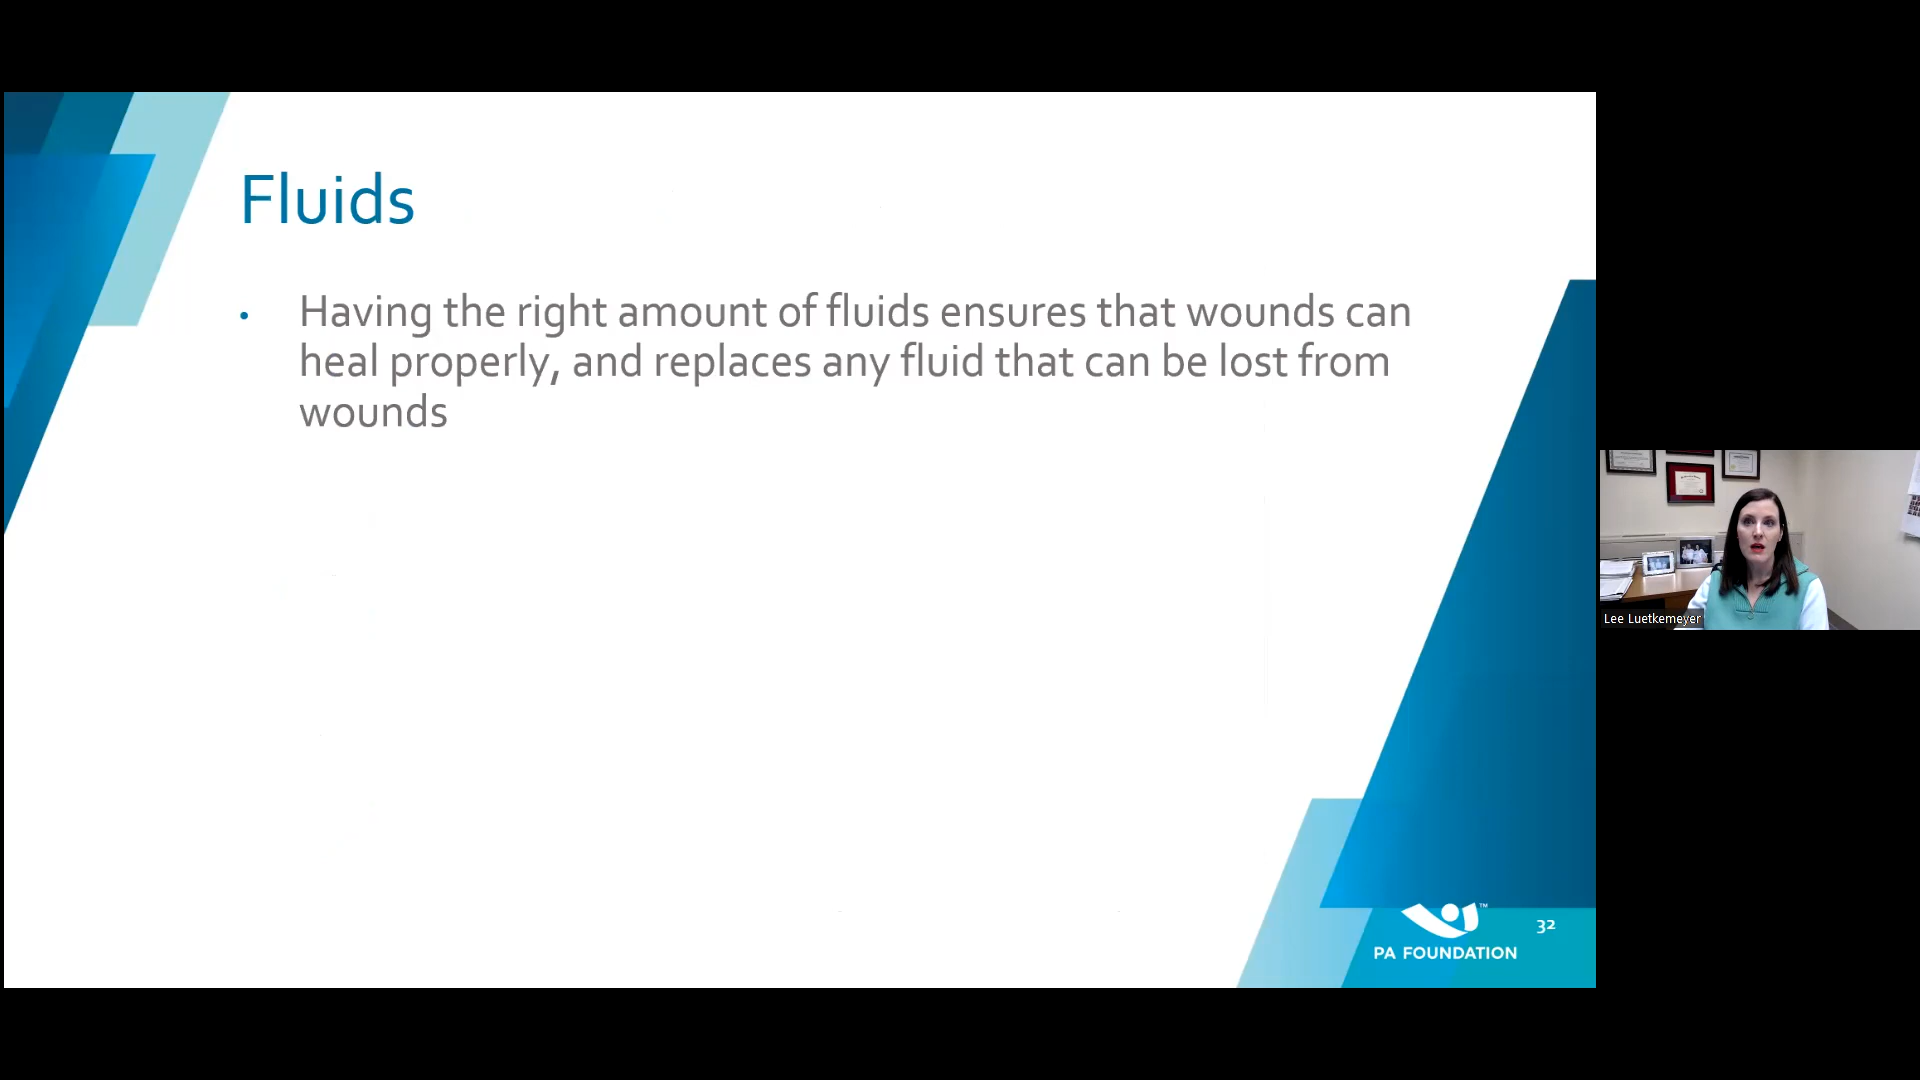 Fluids
• Having the right amount of fluids ensures that wounds can
heal properly, and replaces any fluid that can be lost from
wounds
Lee Luetkemeyer
™
32
PA FOUNDATION